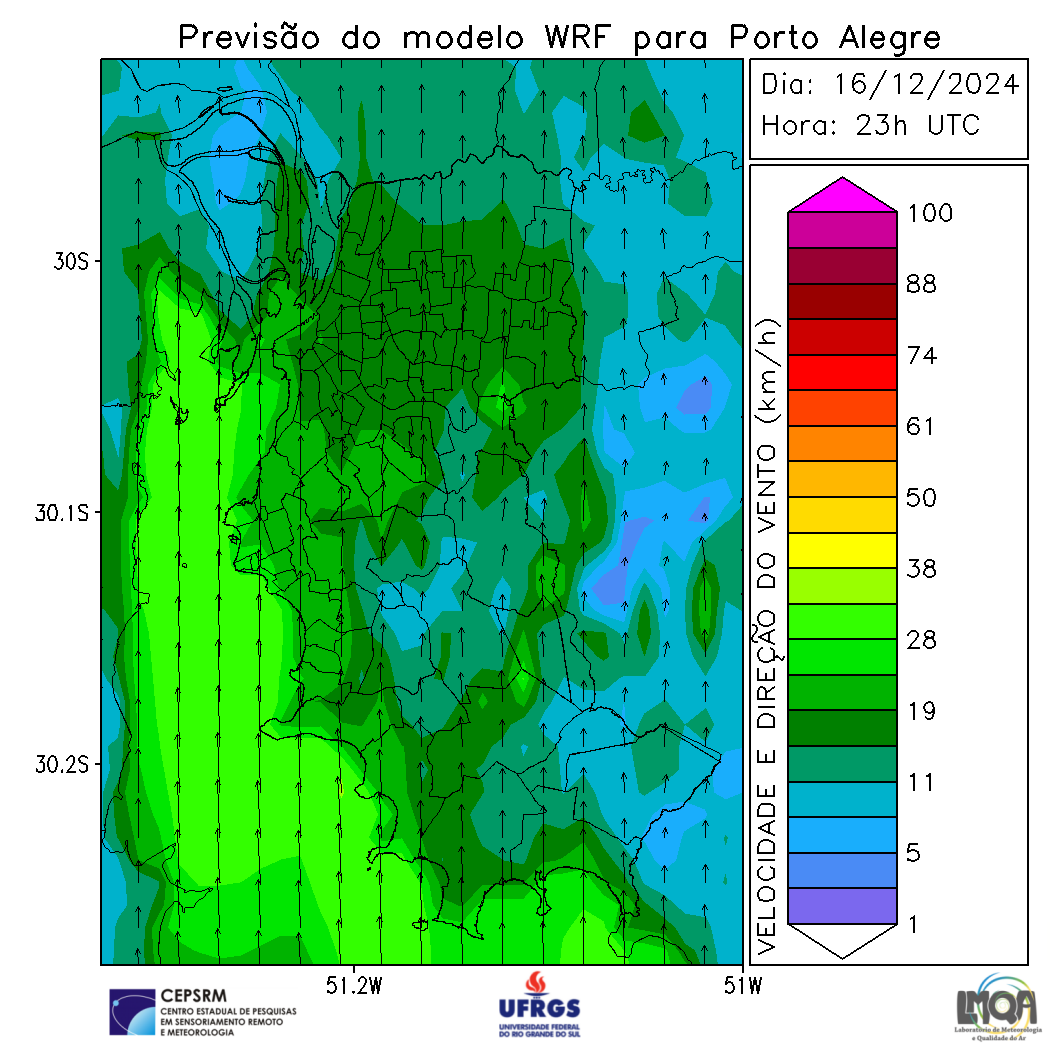 Previsão do modelo WRF para Porto Alegre
Dia: 16/12/2024
Hora: 23h UTC
30S
30.1S
30.2S
51.2W
51W
VELOCIDADE E DIREÇÃO DO VENTO (km/h)
100
88
74
61
50
38
28
19
11
5
1
CEPSRM
CENTRO ESTADUAL DE PESQUISAS
EM SENSORIAMENTO REMOTO
E METEOROLOGIA
UFRGS
UNIVERSIDADE FEDERAL
DO RIO GRANDE DO SUL
LMQA
Laboratório de Meteorologia
e Qualidade do Ar